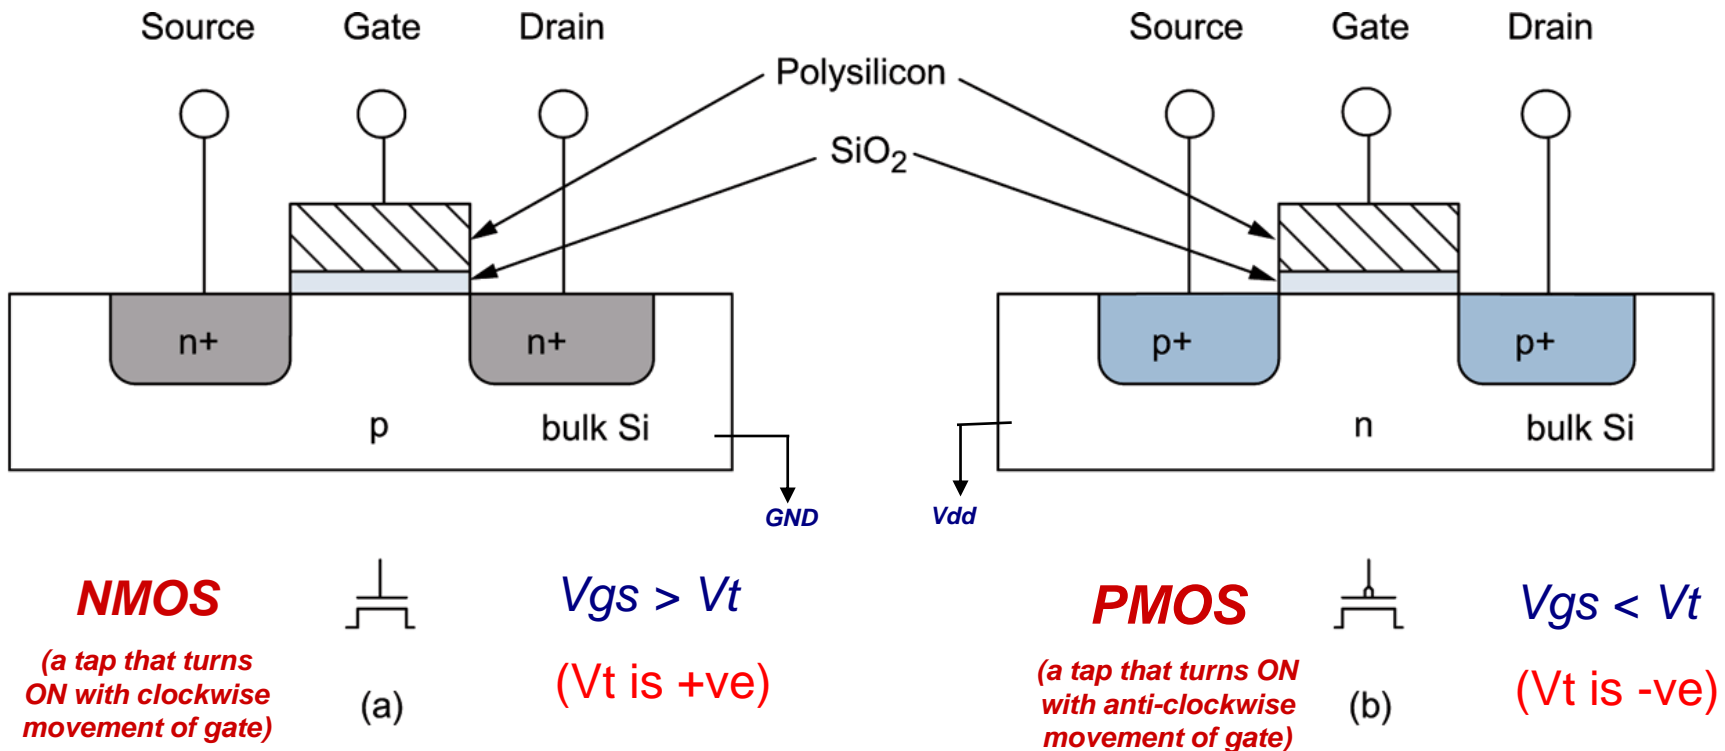 Source Gate Drain
Source Gate Drain
Polysilicon
SiO2
n+ n+
p bulk Si
GND
p+ p+
n bulk Si
Vdd
NMOS
(a tap that turns
ON with clockwise
movement of gate)
(a)
Vgs > Vt
(Vt is +ve)
PMOS
(a tap that turns ON
with anti-clockwise
movement of gate)
(b)
Vgs < Vt
(Vt is -ve)